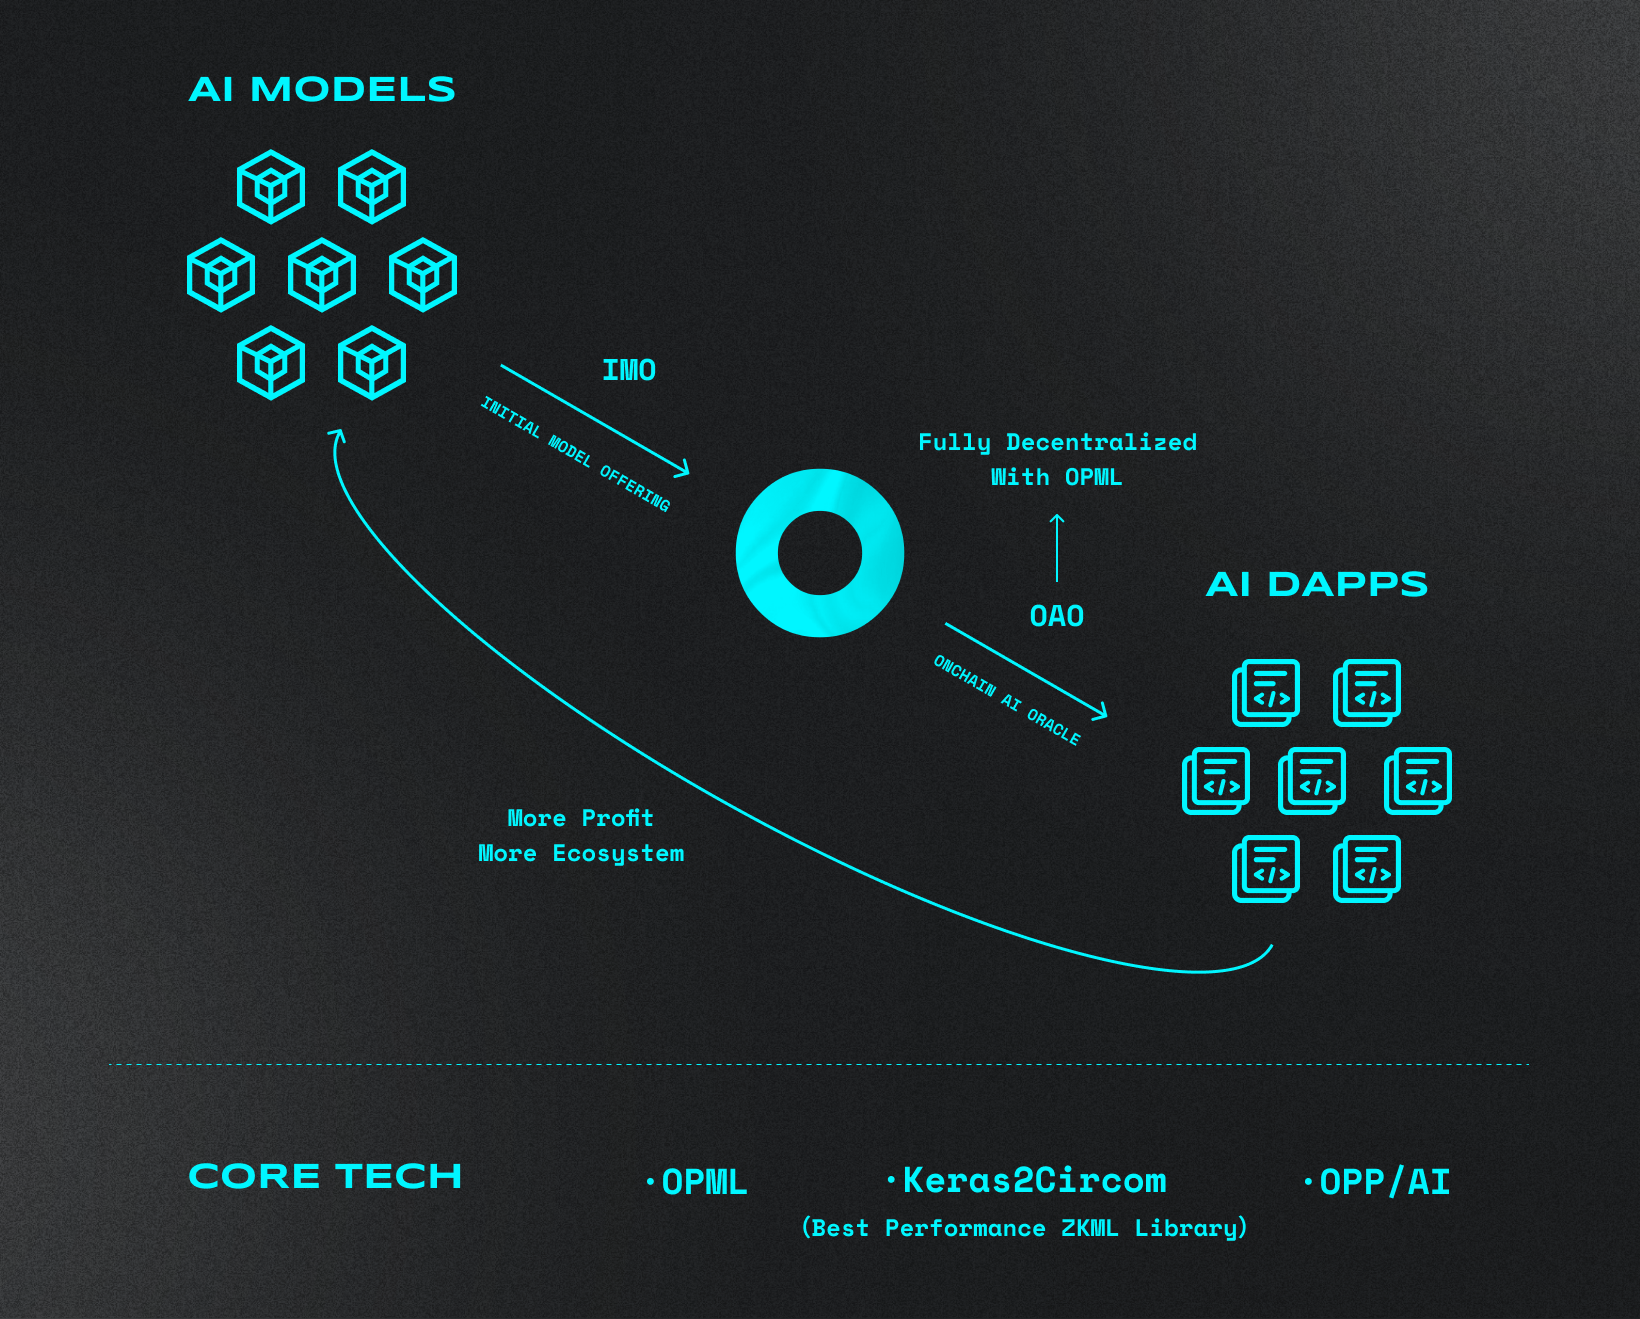 AI MODELS
IMO
INITIAL MODEL OFFERING
Fully Decentralized
With OPML
OAO
ONCHAIN AI ORACLE
AI DAPPS
More Profit
More Ecosystem
CORE TECH
·OPML
·Keras2Circom
(Best Performance ZKML Library)
·OPP/AI